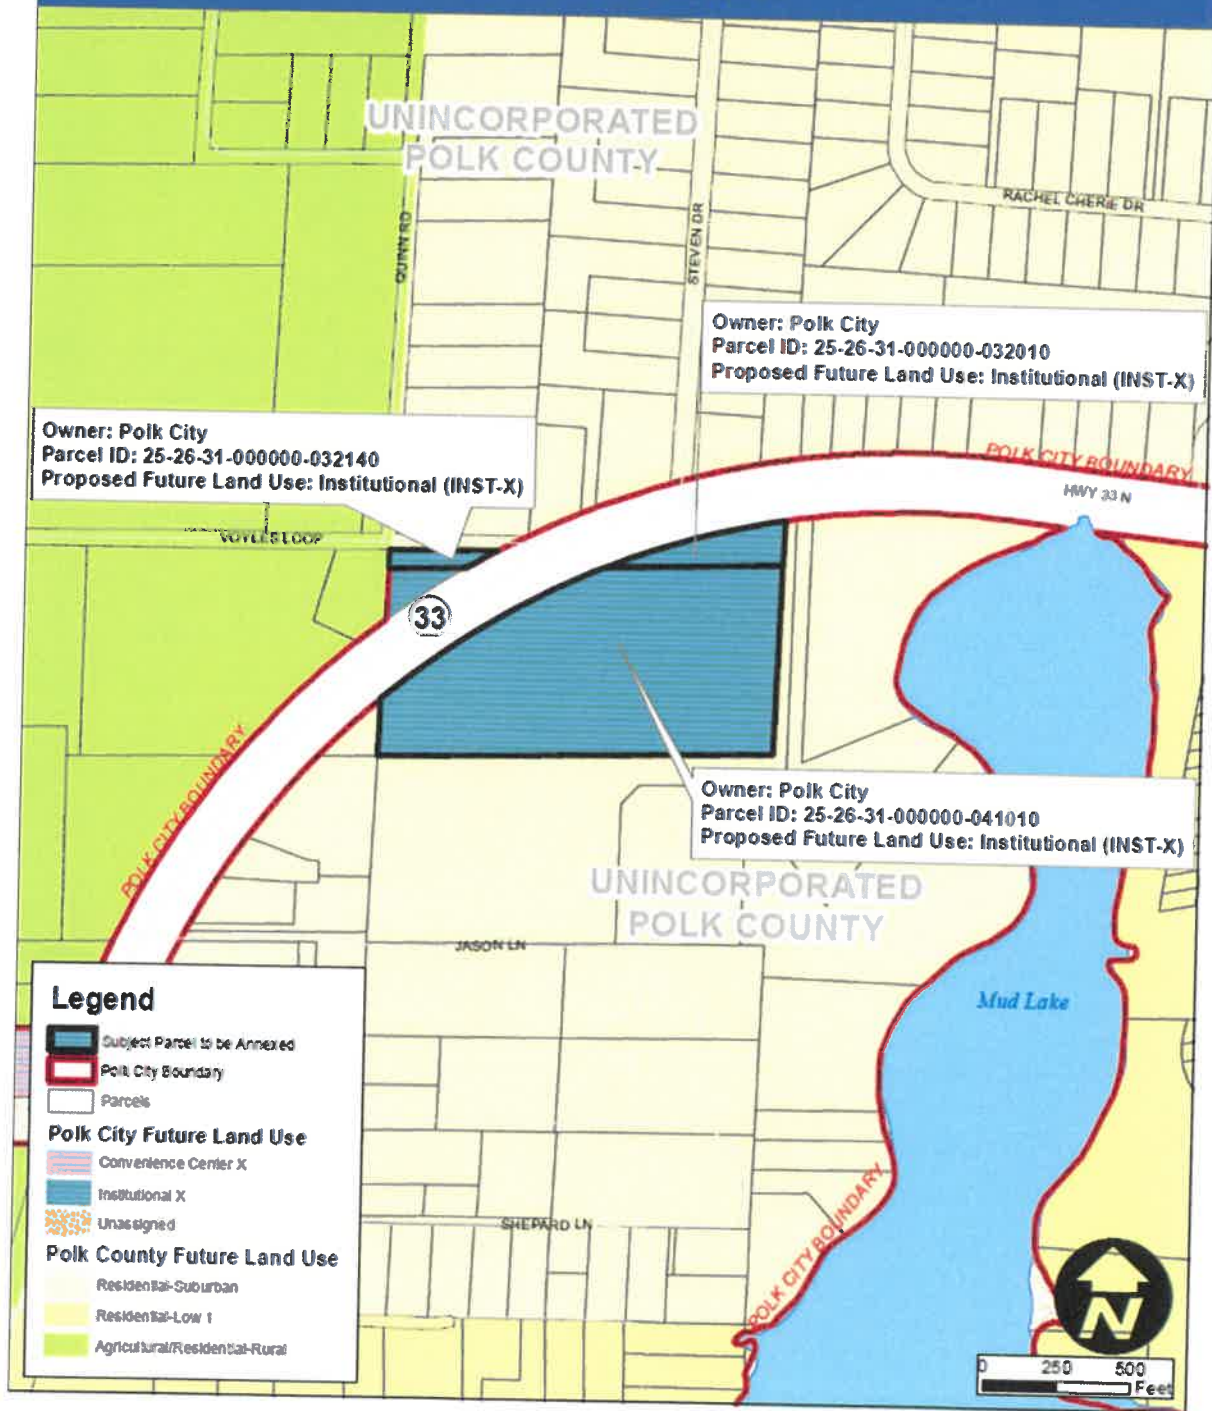 UNINCORPORATED
POLK COUNTY
RACHEL CHERIE DR
QUINN RD
STEVEN DR
Owner: Polk City
Parcel ID: 25-26-31-000000-032010
Proposed Future Land Use: Institutional (INST-X)
Owner: Polk City
Parcel ID: 25-26-31-000000-032140
Proposed Future Land Use: Institutional (INST-X)
POLK CITY BOUNDARY
HWY 33 N
VOYLES LOOP
33
POLK CITY BOUNDARY
Owner: Polk City
Parcel ID: 25-26-31-000000-041010
Proposed Future Land Use: Institutional (INST-X)
UNINCORPORATED
POLK COUNTY
JASON LN
Mud Lake
Legend
Subject Parcel to be Annexed
Polk City Boundary
Parcels
Polk City Future Land Use
Convenience Center X
Institutional X
Unassigned
Polk County Future Land Use
Residential-Suburban
Residential-Low 1
Agricultural/Residential-Rural
SHEPARD LN
POLK CITY BOUNDARY
N
0 250 500
Feet